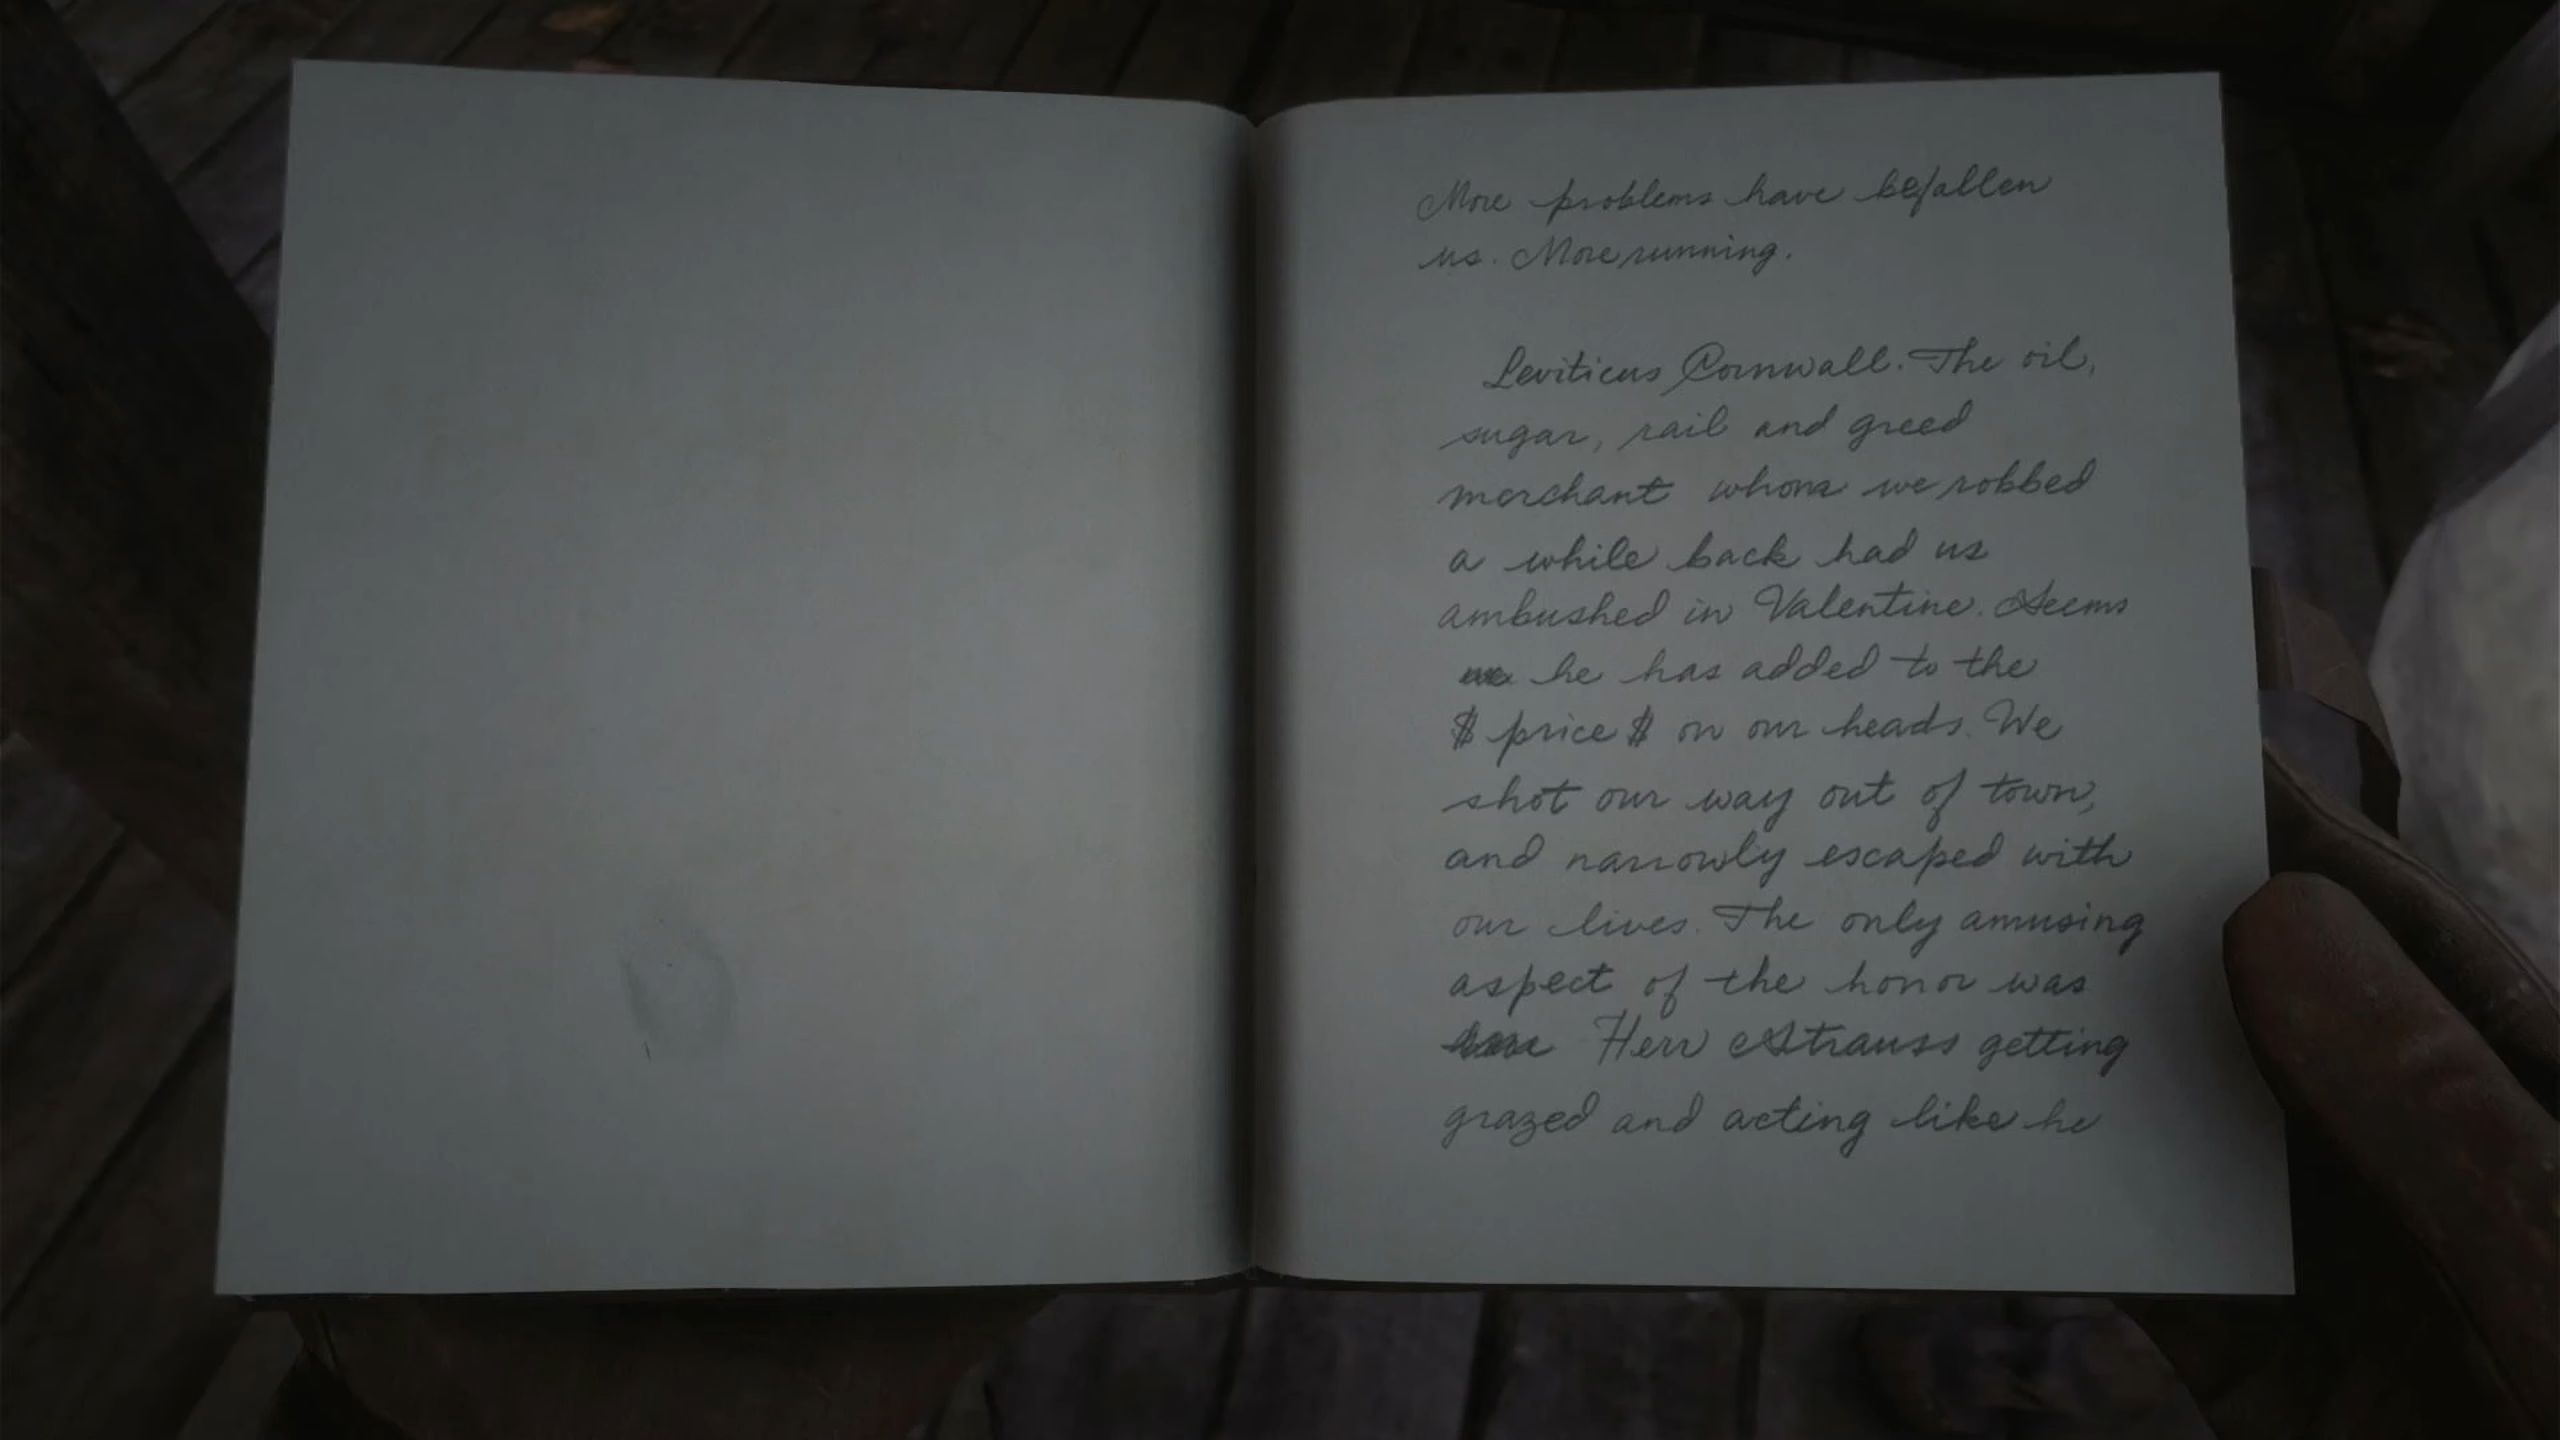 More problems have befallen
us. More running.
Leviticus Cornwall. The oil,
sugar, rail and greed
merchant whom we robbed
a while back had us
ambushed in Valentine. Seems
he has added to the
$ price $ on our heads. We
shot our way out of town,
and narrowly escaped with
our lives. The only amusing
aspect of the honor was
Herr Strauss getting
grazed and acting like he